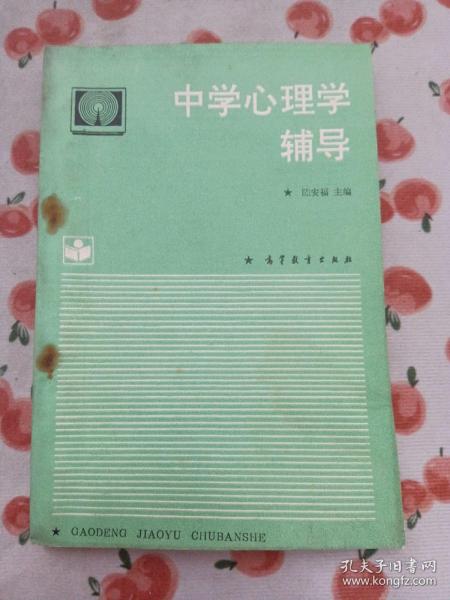 中学心理学
辅导
★ 陈安福 主编
★ 高等教育出版社
★ GAODENG JIAOYU CHUBANSHE
孔夫子旧书网
www.kongfz.com